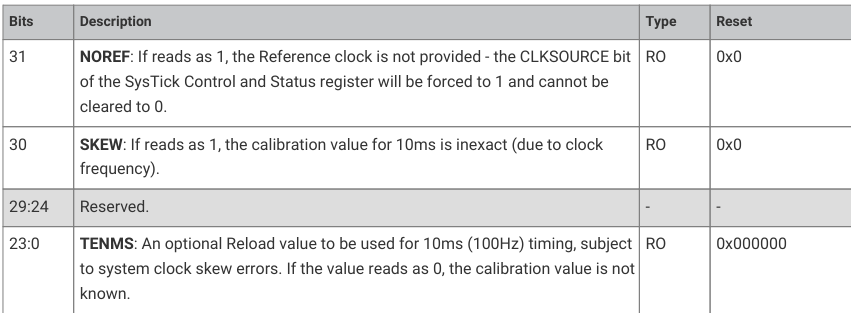 Bits Description Type Reset
31 NOREF: If reads as 1, the Reference clock is not provided - the CLKSOURCE bit RO 0x0
of the SysTick Control and Status register will be forced to 1 and cannot be
cleared to 0.
30 SKEW: If reads as 1, the calibration value for 10ms is inexact (due to clock RO 0x0
frequency).
29:24 Reserved. - -
23:0 TENMS: An optional Reload value to be used for 10ms (100Hz) timing, subject RO 0x000000
to system clock skew errors. If the value reads as 0, the calibration value is not
known.